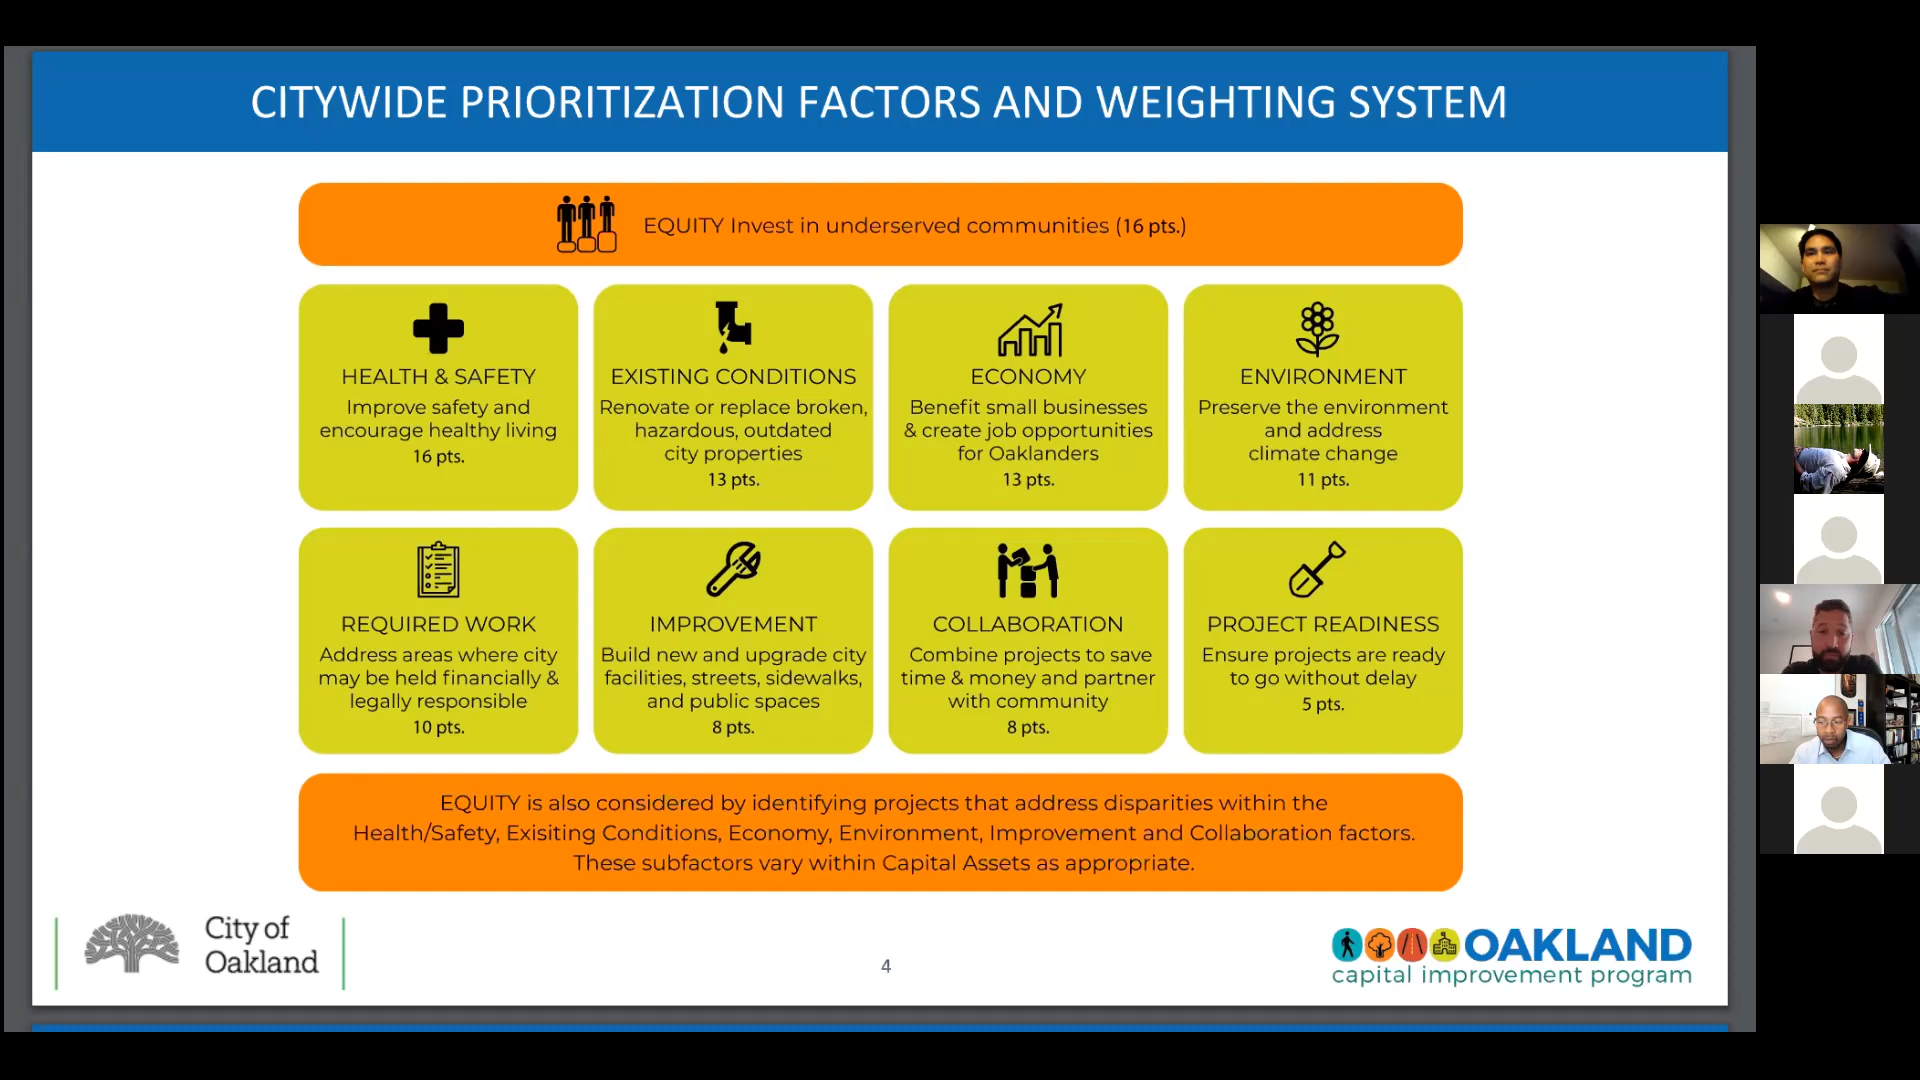 CITYWIDE PRIORITIZATION FACTORS AND WEIGHTING SYSTEM
EQUITY Invest in underserved communities (16 pts.)
HEALTH & SAFETY
Improve safety and
encourage healthy living
16 pts.
EXISTING CONDITIONS
Renovate or replace broken,
hazardous, outdated
city properties
13 pts.
ECONOMY
Benefit small businesses
& create job opportunities
for Oaklanders
13 pts.
ENVIRONMENT
Preserve the environment
and address
climate change
11 pts.
REQUIRED WORK
Address areas where city
may be held financially &
legally responsible
10 pts.
IMPROVEMENT
Build new and upgrade city
facilities, streets, sidewalks,
and public spaces
8 pts.
COLLABORATION
Combine projects to save
time & money and partner
with community
8 pts.
PROJECT READINESS
Ensure projects are ready
to go without delay
5 pts.
EQUITY is also considered by identifying projects that address disparities within the
Health/Safety, Exisiting Conditions, Economy, Environment, Improvement and Collaboration factors.
These subfactors vary within Capital Assets as appropriate.
City of
Oakland
4
OAKLAND
capital improvement program